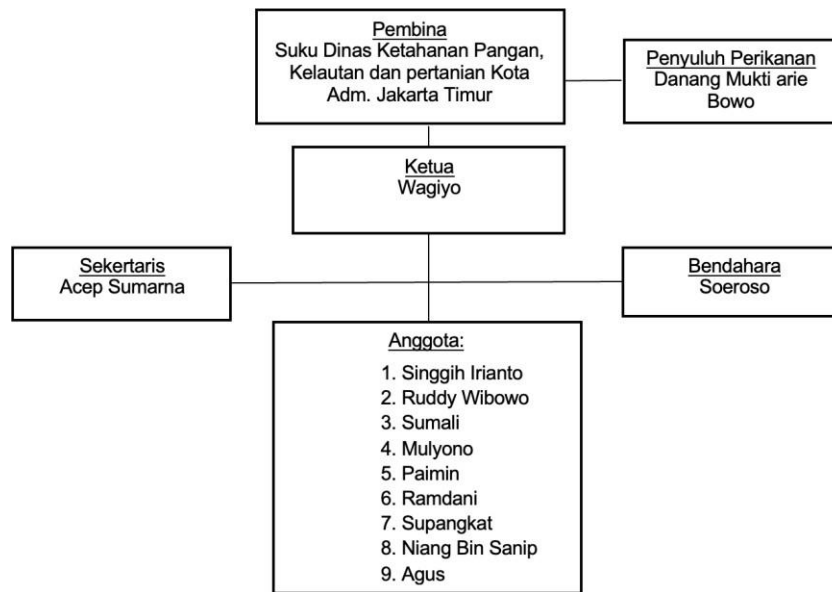 Pembina
Suku Dinas Ketahanan Pangan,
Kelautan dan pertanian Kota
Adm. Jakarta Timur
Penyuluh Perikanan
Danang Mukti arie
Bowo
Ketua
Wagiyo
Sekertaris
Acep Sumarna
Bendahara
Soeroso
Anggota:
1. Singgih Irianto
2. Ruddy Wibowo
3. Sumali
4. Mulyono
5. Paimin
6. Ramdani
7. Supangkat
8. Niang Bin Sanip
9. Agus